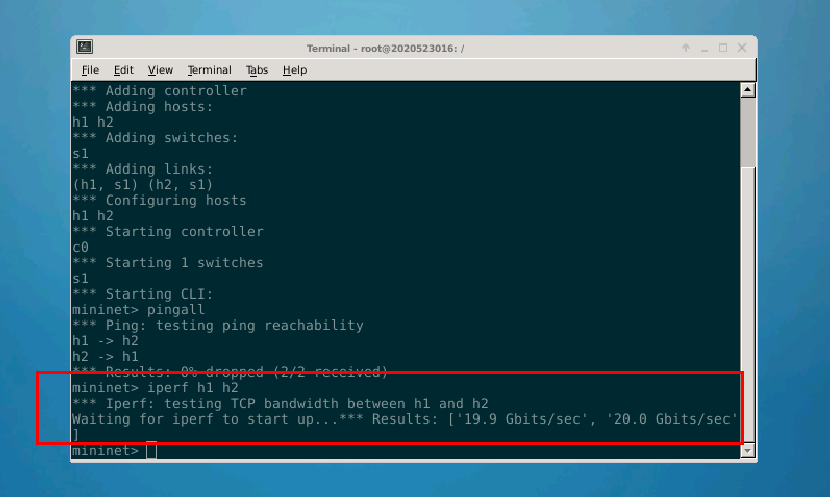 Terminal - root@2020523016: /
File Edit View Terminal Tabs Help
*** Adding controller
*** Adding hosts:
h1 h2
*** Adding switches:
s1
*** Adding links:
(h1, s1) (h2, s1)
*** Configuring hosts
h1 h2
*** Starting controller
c0
*** Starting 1 switches
s1
*** Starting CLI:
mininet> pingall
*** Ping: testing ping reachability
h1 -> h2
h2 -> h1
*** Results: 0% dropped (2/2 received)
mininet> iperf h1 h2
*** Iperf: testing TCP bandwidth between h1 and h2
Waiting for iperf to start up...*** Results: ['19.9 Gbits/sec', '20.0 Gbits/sec'
]
mininet>